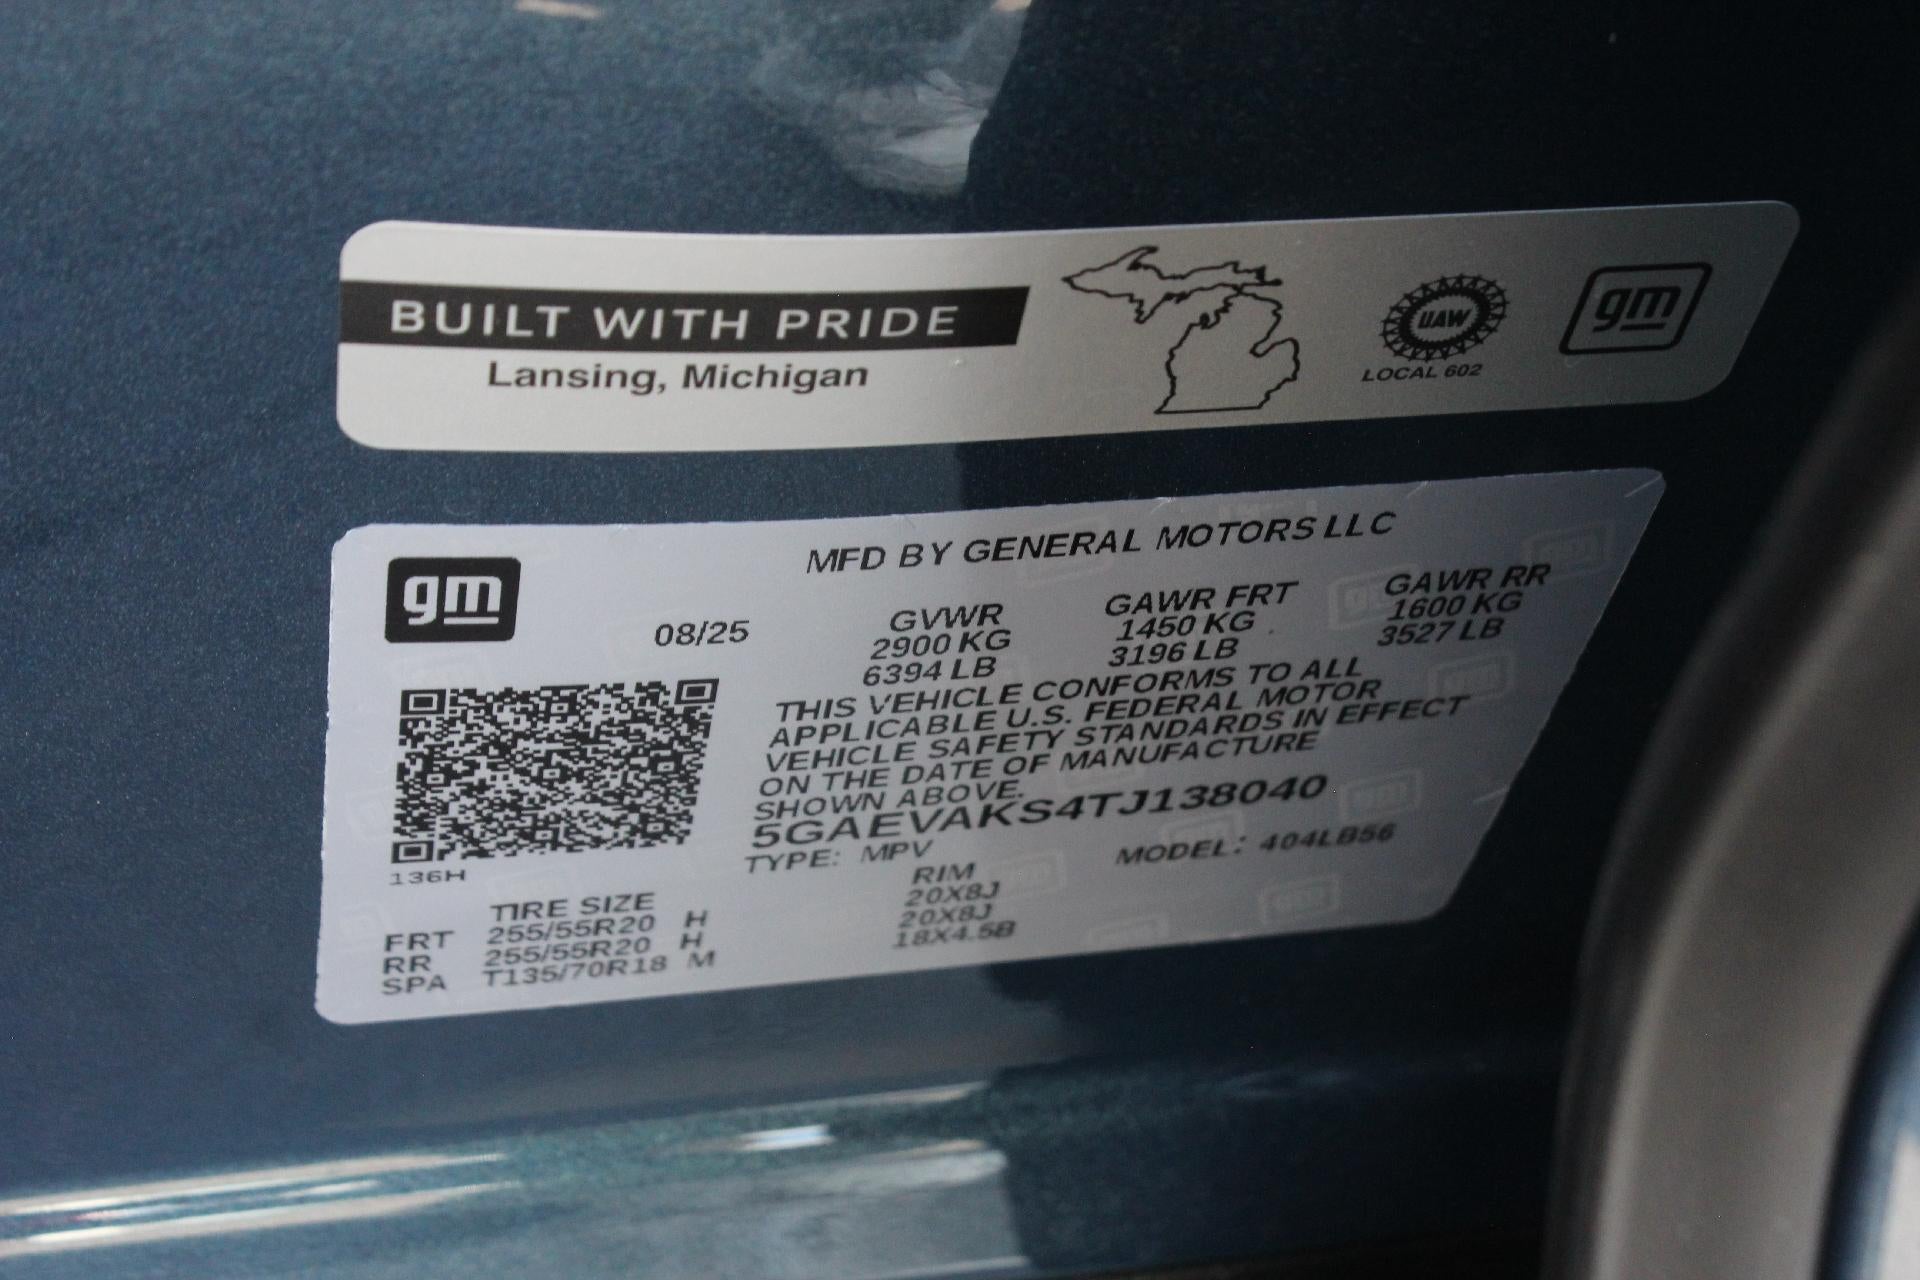 BUILT WITH PRIDE
Lansing, Michigan
UAW
LOCAL 602
gm
gm
MFD BY GENERAL MOTORS LLC
08/25
GVWR
2900 KG
6394 LB
GAWR FRT
1450 KG
3196 LB
GAWR RR
1600 KG
3527 LB
THIS VEHICLE CONFORMS TO ALL
APPLICABLE U.S. FEDERAL MOTOR
VEHICLE SAFETY STANDARDS IN EFFECT
ON THE DATE OF MANUFACTURE
SHOWN ABOVE.
5GAEVAKS4TJ138040
TYPE: MPV MODEL: 404LB56
136H
TIRE SIZE RIM
FRT 255/55R20 H 20X8J
RR 255/55R20 H 20X8J
SPA T135/70R18 M 18X4.5B